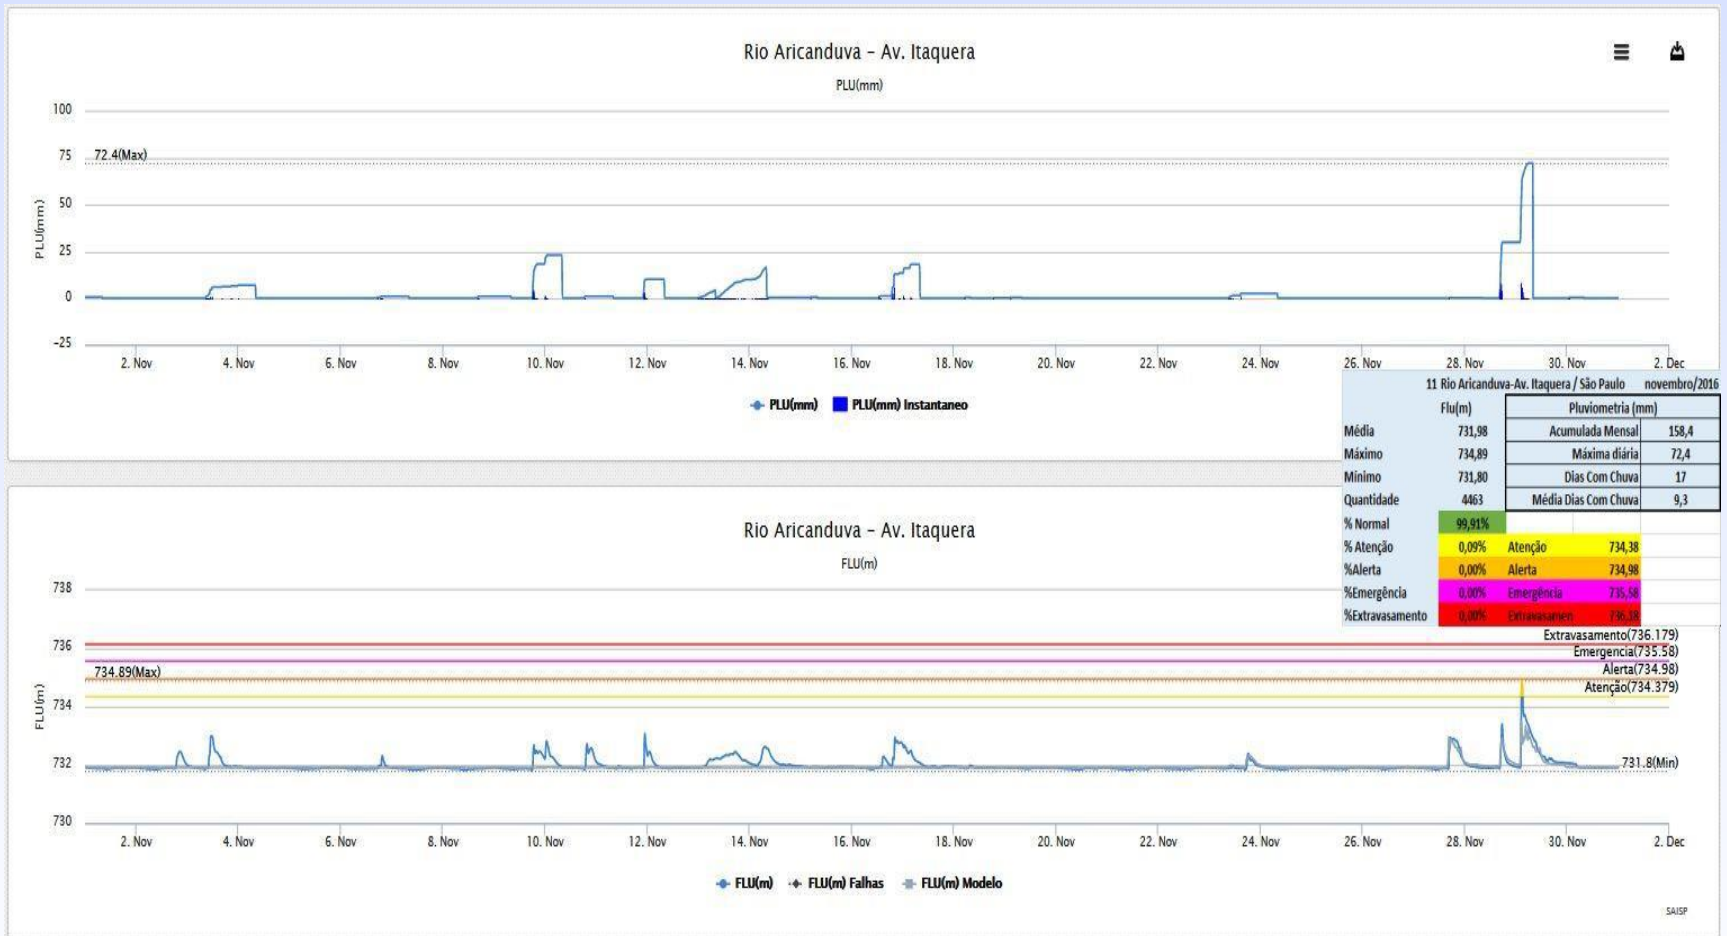 Rio Aricanduva - Av. Itaquera
PLU(mm)
100
75
72.4(Max)
50
25
0
-25
PLU(mm)
2. Nov 4. Nov 6. Nov 8. Nov 10. Nov 12. Nov 14. Nov 16. Nov 18. Nov 20. Nov 22. Nov 24. Nov 26. Nov 28. Nov 30. Nov 2. Dec
PLU(mm) PLU(mm) Instantaneo
11 Rio Aricanduva-Av. Itaquera / São Paulo novembro/2016
Flu(m) Pluviometria (mm)
Média 731,98 Acumulada Mensal 158,4
Máximo 734,89 Máxima diária 72,4
Mínimo 731,80 Dias Com Chuva 17
Quantidade 4463 Média Dias Com Chuva 9,3
% Normal 99,91%
% Atenção 0,09% Atenção 734,38
%Alerta 0,00% Alerta 734,98
%Emergência 0,00% Emergência 735,58
%Extravasamento 0,00% Extravasamen 736,18
Rio Aricanduva - Av. Itaquera
FLU(m)
738
736
734
732
730
FLU(m)
734.89(Max)
Extravasamento(736.179)
Emergencia(735.58)
Alerta(734.98)
Atenção(734.379)
731.8(Min)
2. Nov 4. Nov 6. Nov 8. Nov 10. Nov 12. Nov 14. Nov 16. Nov 18. Nov 20. Nov 22. Nov 24. Nov 26. Nov 28. Nov 30. Nov 2. Dec
FLU(m) FLU(m) Falhas FLU(m) Modelo
SAISP